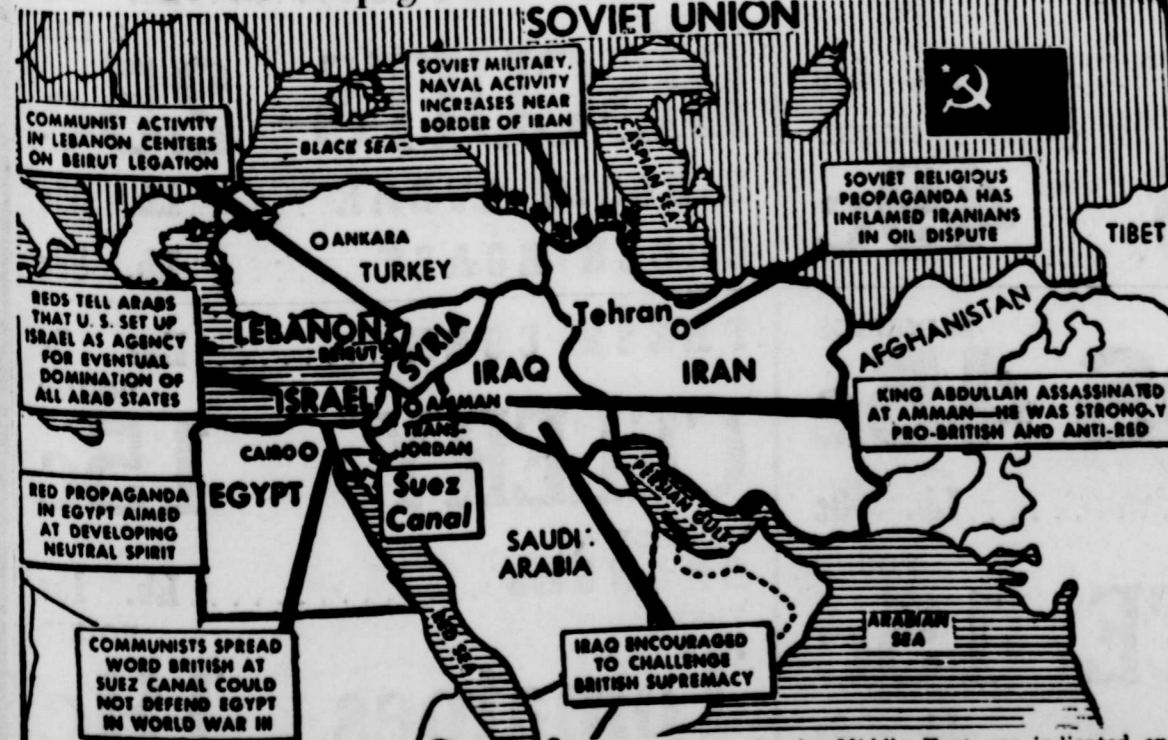 SOVIET UNION
SOVIET MILITARY,
NAVAL ACTIVITY
INCREASES NEAR
BORDER OF IRAN
COMMUNIST ACTIVITY
IN LEBANON CENTERS
ON BEIRUT LEGATION
BLACK SEA
CASPIAN SEA
SOVIET RELIGIOUS
PROPAGANDA HAS
INFLAMED IRANIANS
IN OIL DISPUTE
TIBET
ANKARA
TURKEY
REDS TELL ARABS
THAT U. S. SET UP
ISRAEL AS AGENCY
FOR EVENTUAL
DOMINATION OF
ALL ARAB STATES
LEBANON
BEIRUT
SYRIA
Tehran
AFGHANISTAN
IRAQ
IRAN
ISRAEL
AMMAN
TRANS-
JORDAN
KING ABDULLAH ASSASSINATED
AT AMMAN—HE WAS STRONGLY
PRO-BRITISH AND ANTI-RED
CAIRO
EGYPT
Suez
Canal
PERSIAN GULF
RED PROPAGANDA
IN EGYPT AIMED
AT DEVELOPING
NEUTRAL SPIRIT
SAUDI
ARABIA
RED SEA
ARABIAN
SEA
COMMUNISTS SPREAD
WORD BRITISH AT
SUEZ CANAL COULD
NOT DEFEND EGYPT
IN WORLD WAR III
IRAQ ENCOURAGED
TO CHALLENGE
BRITISH SUPREMACY